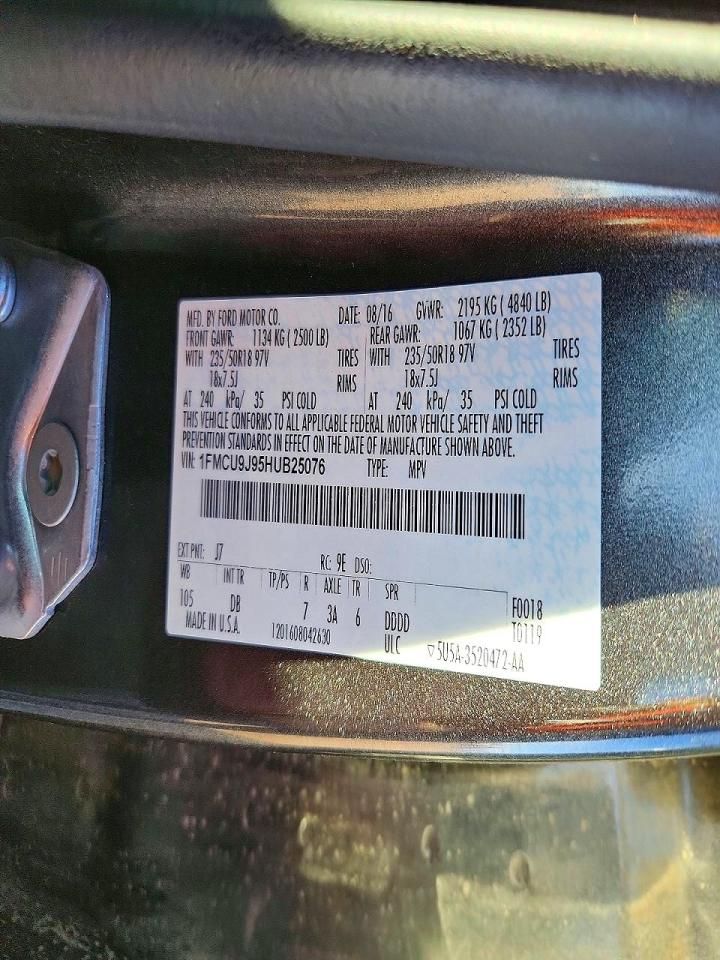 MFD. BY FORD MOTOR CO. DATE: 08/16 GVWR: 2195 KG ( 4840 LB)
FRONT GAWR: 1134 KG ( 2500 LB) REAR GAWR: 1067 KG ( 2352 LB)
WITH 235/50R18 97V TIRES WITH 235/50R18 97V TIRES
18x7.5J RIMS 18x7.5J RIMS
AT 240 kPa/ 35 PSI COLD AT 240 kPa/ 35 PSI COLD
THIS VEHICLE CONFORMS TO ALL APPLICABLE FEDERAL MOTOR VEHICLE SAFETY AND THEFT
PREVENTION STANDARDS IN EFFECT ON THE DATE OF MANUFACTURE SHOWN ABOVE.
VIN: 1FMCU9J95HUB25076 TYPE: MPV
EXT PNT: J7 RC: 9E DSO:
WB INT TR TP/PS R AXLE TR SPR
105 DB 7 3A 6 DDDD F0018
MADE IN U.S.A. 1201608042630 ULC T0119
▽5U5A-3520472-AA